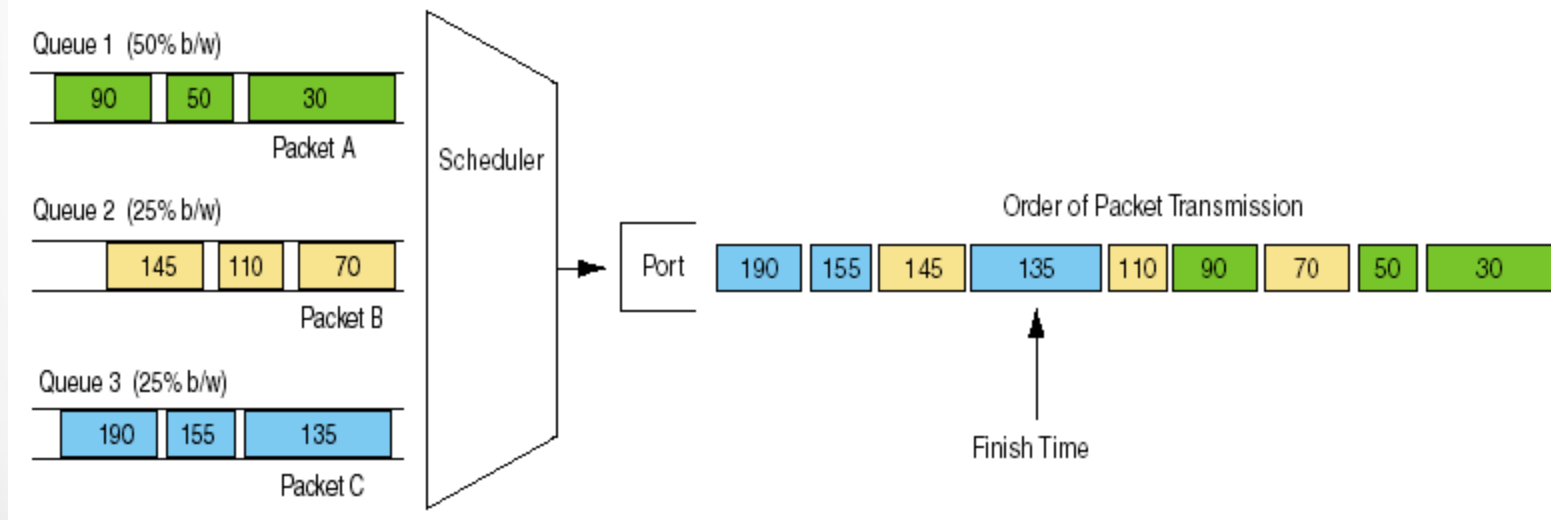 Queue 1 (50% b/w)
90 50 30
Packet A
Scheduler
Queue 2 (25% b/w)
145 110 70
Packet B
Queue 3 (25% b/w)
190 155 135
Packet C
Port
Order of Packet Transmission
190 155 145 135 110 90 70 50 30
Finish Time